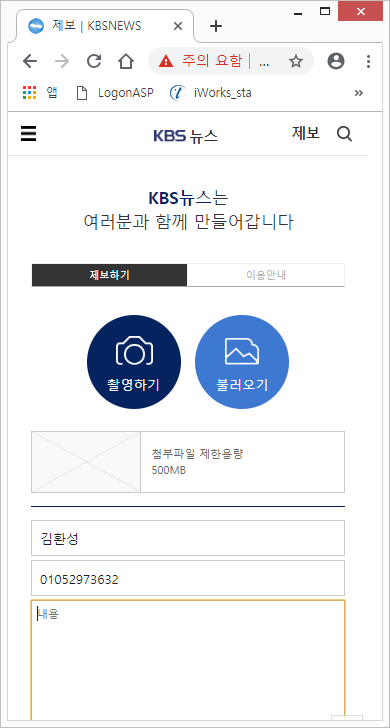 제보 | KBSNEWS
주의 요함 | ...
앱 LogonASP iWorks_sta »
KBS 뉴스 제보
KBS뉴스는
여러분과 함께 만들어갑니다
제보하기 이용안내
촬영하기 불러오기
첨부파일 제한용량
500MB
김환성
01052973632
내용